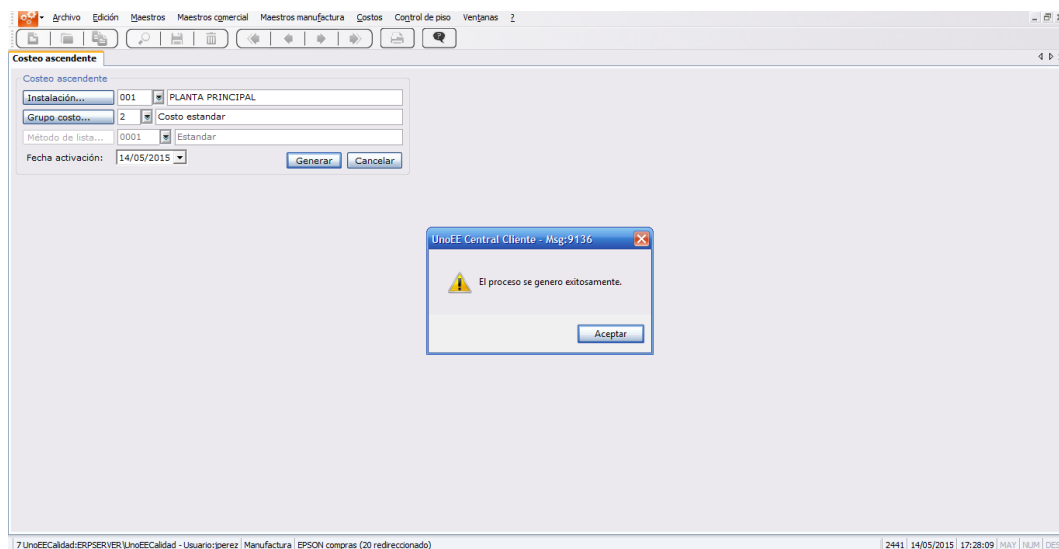 Archivo Edición Maestros Maestros comercial Maestros manufactura Costos Control de piso Ventanas ?
Costeo ascendente
Costeo ascendente
Instalación... 001 PLANTA PRINCIPAL
Grupo costo... 2 Costo estandar
Método de lista... 0001 Estandar
Fecha activación: 14/05/2015 Generar Cancelar
UnoEE Central Cliente - Msg:9136
El proceso se genero exitosamente.
Aceptar
7 UnoEECalidad:ERPSERVER\UnoEECalidad - Usuario:jperez Manufactura EPSON compras (20 redireccionado) 2441 14/05/2015 17:28:09 MAY NUM DES